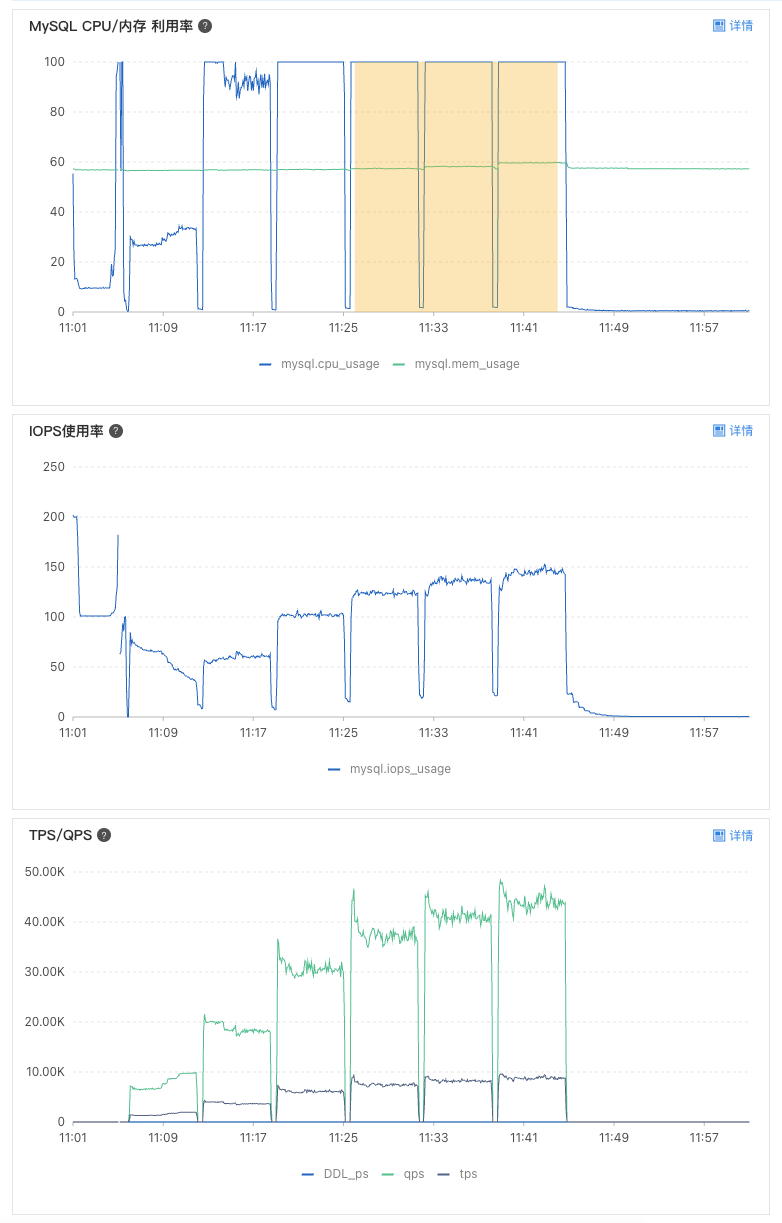 MySQL CPU/内存 利用率 ?
详情
100
80
60
40
20
0
11:01 11:09 11:17 11:25 11:33 11:41 11:49 11:57
mysql.cpu_usage mysql.mem_usage
IOPS使用率 ?
详情
250
200
150
100
50
0
11:01 11:09 11:17 11:25 11:33 11:41 11:49 11:57
mysql.iops_usage
TPS/QPS ?
详情
50.00K
40.00K
30.00K
20.00K
10.00K
0
11:01 11:09 11:17 11:25 11:33 11:41 11:49 11:57
DDL_ps qps tps